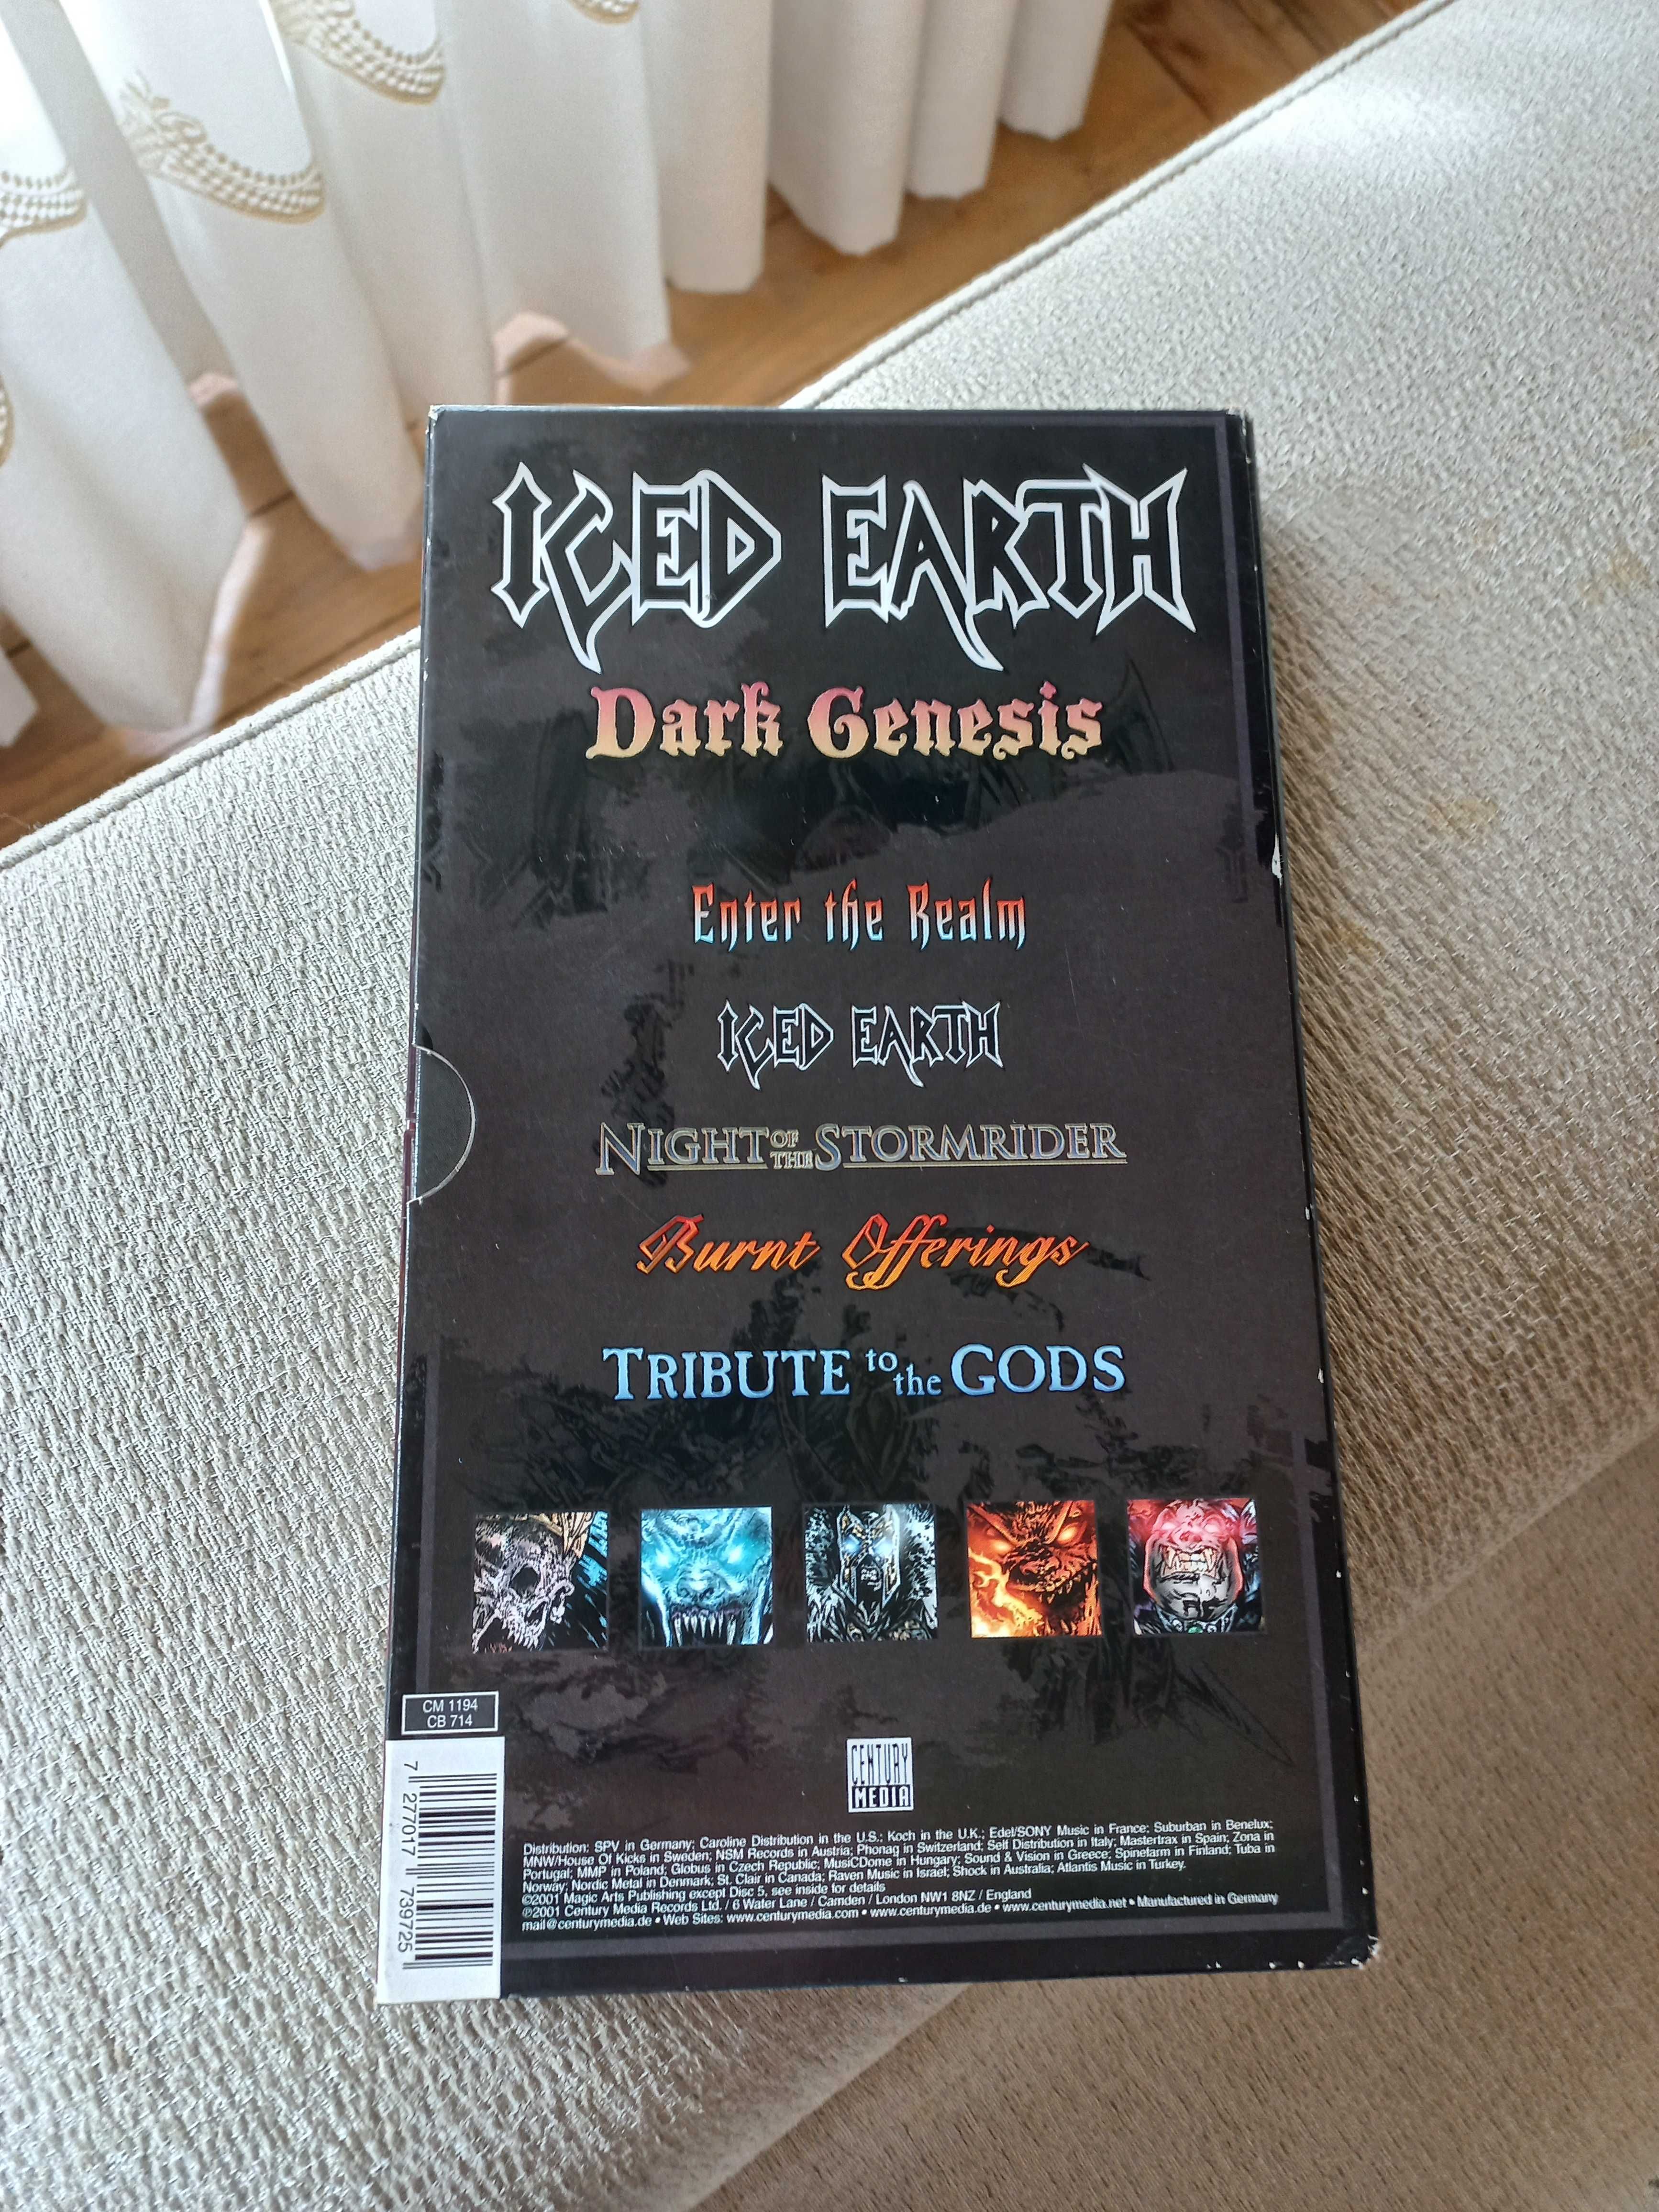 ICED EARTH
Dark Genesis
Enter the Realm
ICED EARTH
NIGHT OF THE STORMRIDER
Burnt Offerings
TRIBUTE to the GODS
CM 1194
CB 714
7 27701 7 7 39725
CENTURY
MEDIA
Distribution: SPV in Germany; Caroline Distribution in the U.S.; Koch in the U.K.; Edel/SONY Music in France; Suburban in Benelux;
MNW/House Of Kicks in Sweden; NSM Records in Austria; Phonag in Switzerland; Self Distribution in Italy; Mastertrax in Spain; Zona in
Portugal; MMP in Poland; Globus in Czech Republic; MusiCDome in Hungary; Sound & Vision in Greece; Spinefarm in Finland; Tuba in
Norway; Nordic Metal in Denmark; St. Clair in Canada; Raven Music in Israel; Shock in Australia; Atlantis Music in Turkey.
©2001 Magic Arts Publishing except Disc 5, see inside for details
℗2001 Century Media Records Ltd. / 6 Water Lane / Camden / London NW1 8NZ / England
mail@centurymedia.de • Web Sites: www.centurymedia.com • www.centurymedia.de • www.centurymedia.net • Manufactured in Germany